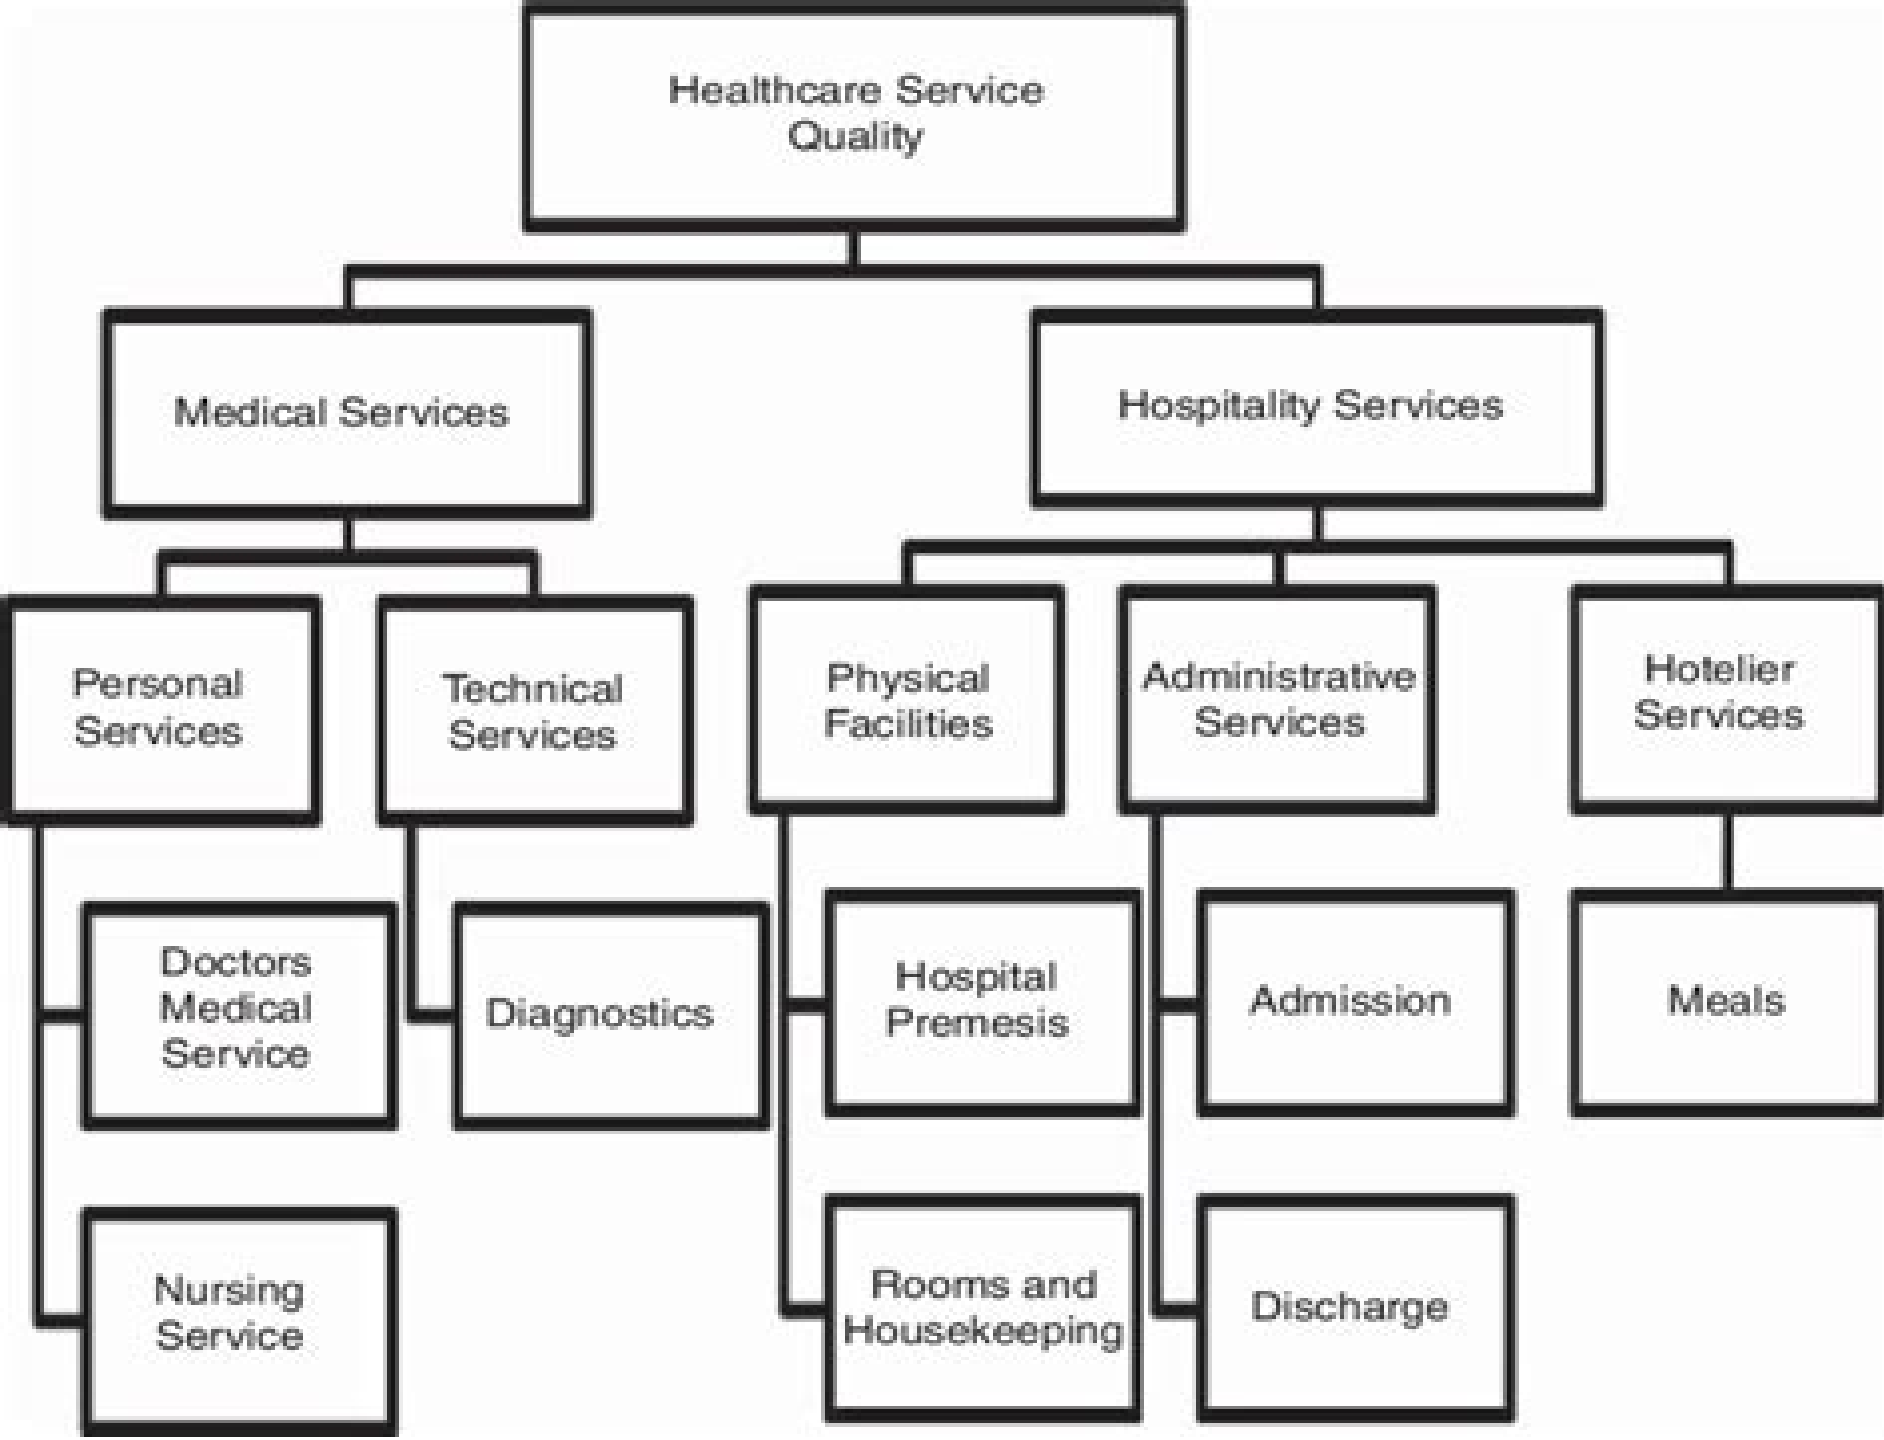 Healthcare Service
Quality
Medical Services
Hospitality Services
Personal
Services
Technical
Services
Physical
Facilities
Administrative
Services
Hotelier
Services
Doctors
Medical
Service
Diagnostics
Hospital
Premesis
Admission
Meals
Nursing
Service
Rooms and
Housekeeping
Discharge